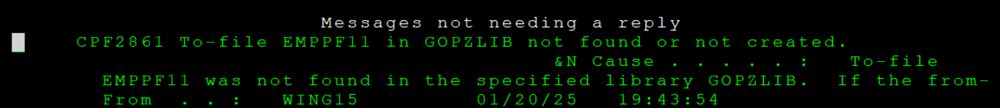 Messages not needing a reply
CPF2861 To-file EMPPF11 in GOPZLIB not found or not created.
&N Cause . . . . . :   To-file
EMPPF11 was not found in the specified library GOPZLIB.  If the from-
From  . . :   WING15         01/20/25   19:43:54